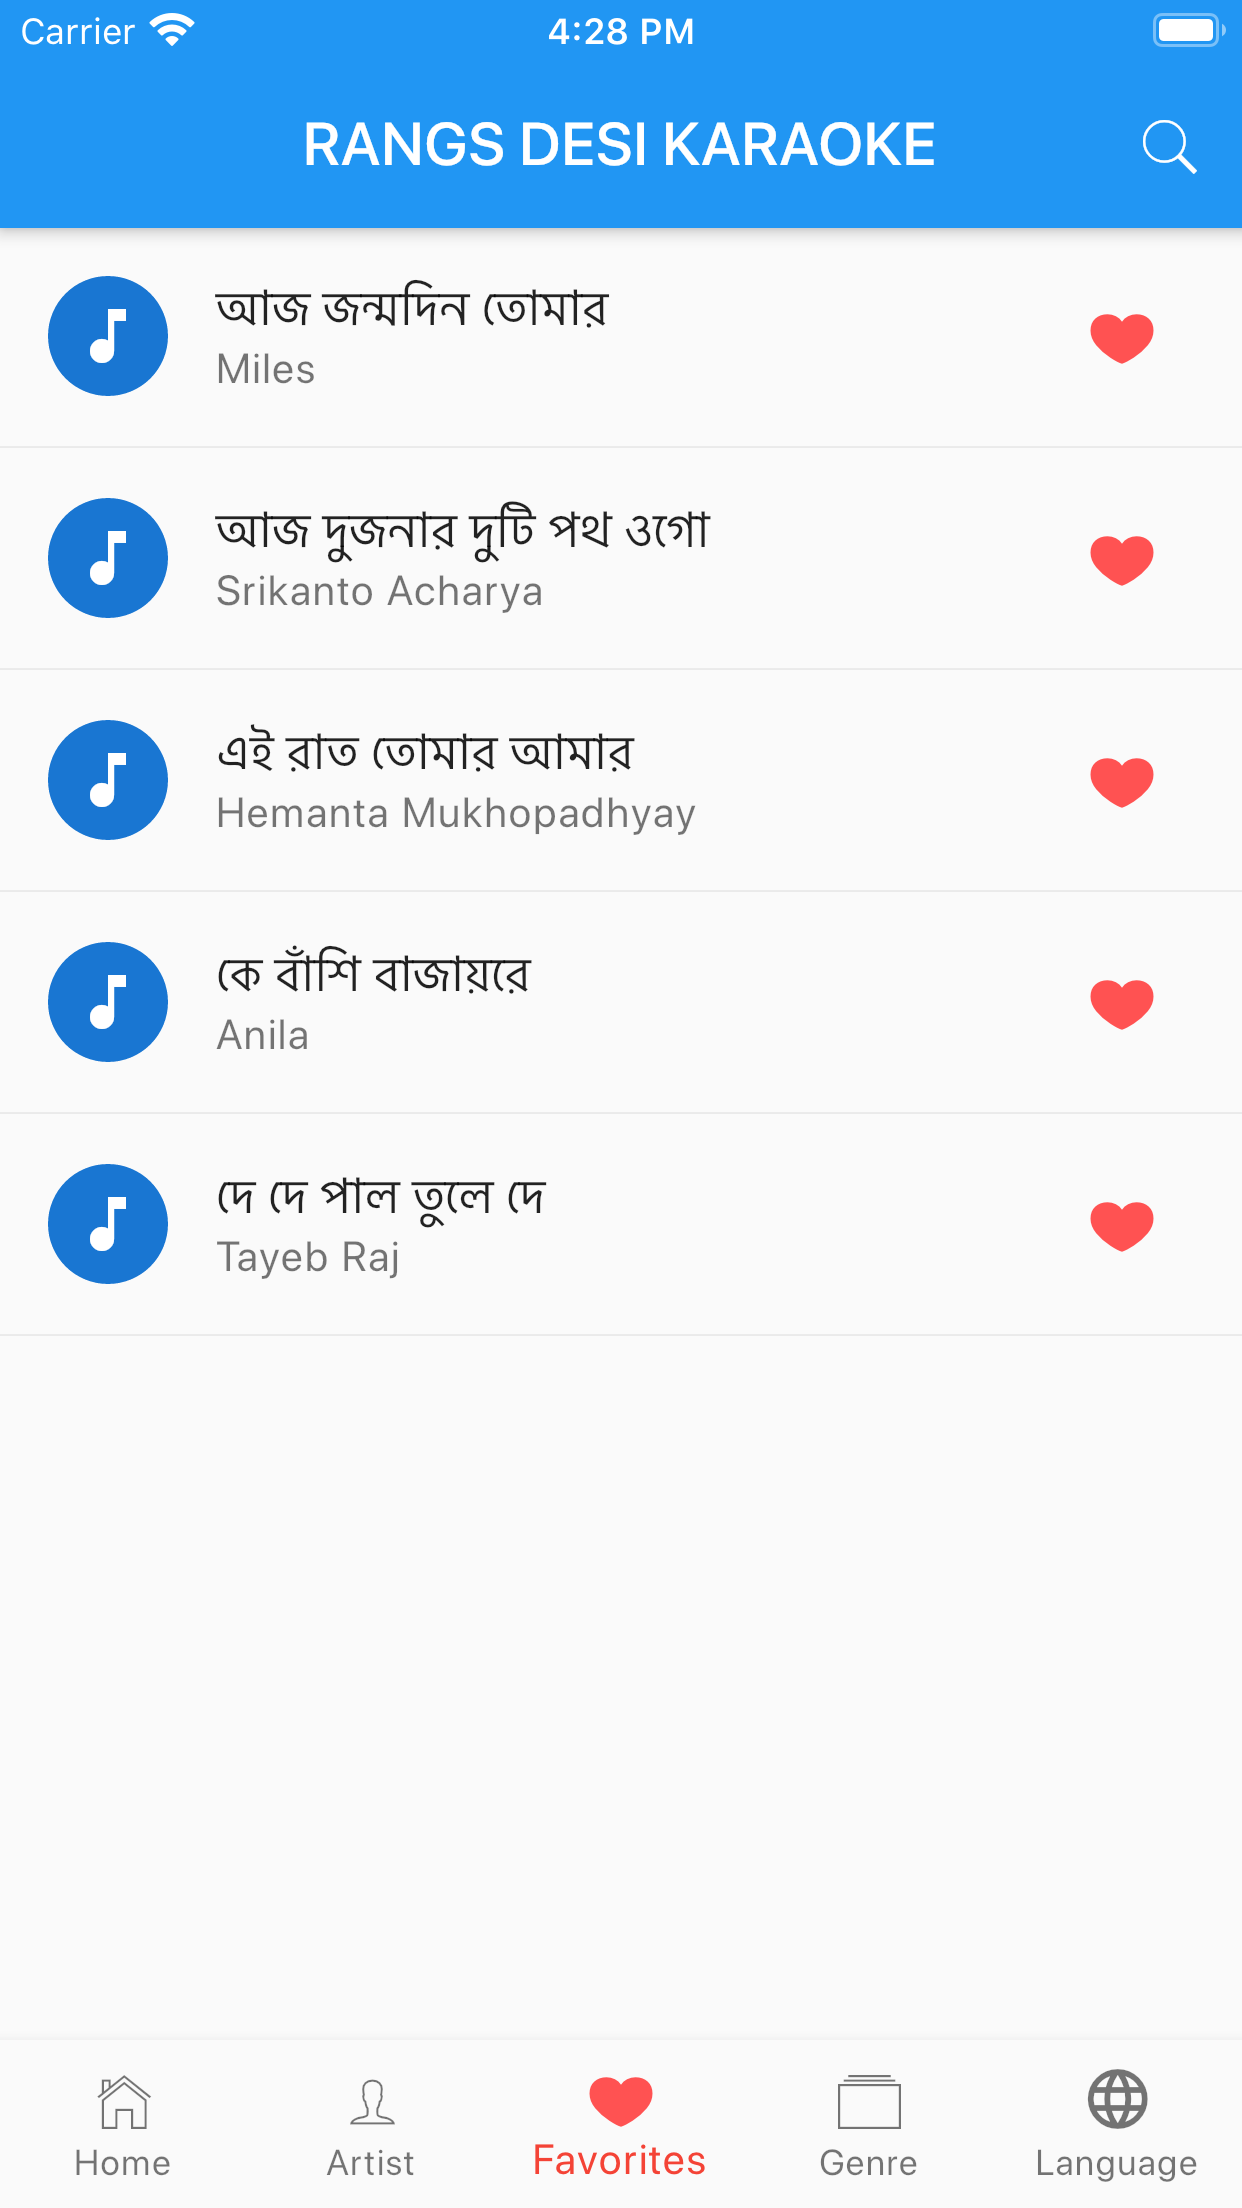 Carrier 4:28 PM
RANGS DESI KARAOKE
আজ জন্মদিন তোমার
Miles
আজ দুজনার দুটি পথ ওগো
Srikanto Acharya
এই রাত তোমার আমার
Hemanta Mukhopadhyay
কে বাঁশি বাজায়রে
Anila
দে দে পাল তুলে দে
Tayeb Raj
Home Artist Favorites Genre Language